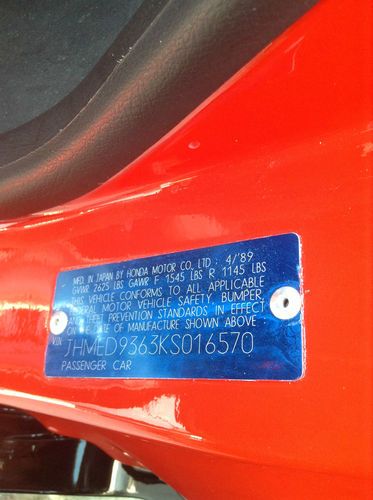 MFD. IN JAPAN BY HONDA MOTOR CO., LTD. : 4/'89
GVWR 2625 LBS GAWR F 1545 LBS R 1145 LBS
THIS VEHICLE CONFORMS TO ALL APPLICABLE
FEDERAL MOTOR VEHICLE SAFETY, BUMPER,
AND THEFT PREVENTION STANDARDS IN EFFECT
ON THE DATE OF MANUFACTURE SHOWN ABOVE.
VIN JHMED9363KS016570
PASSENGER CAR